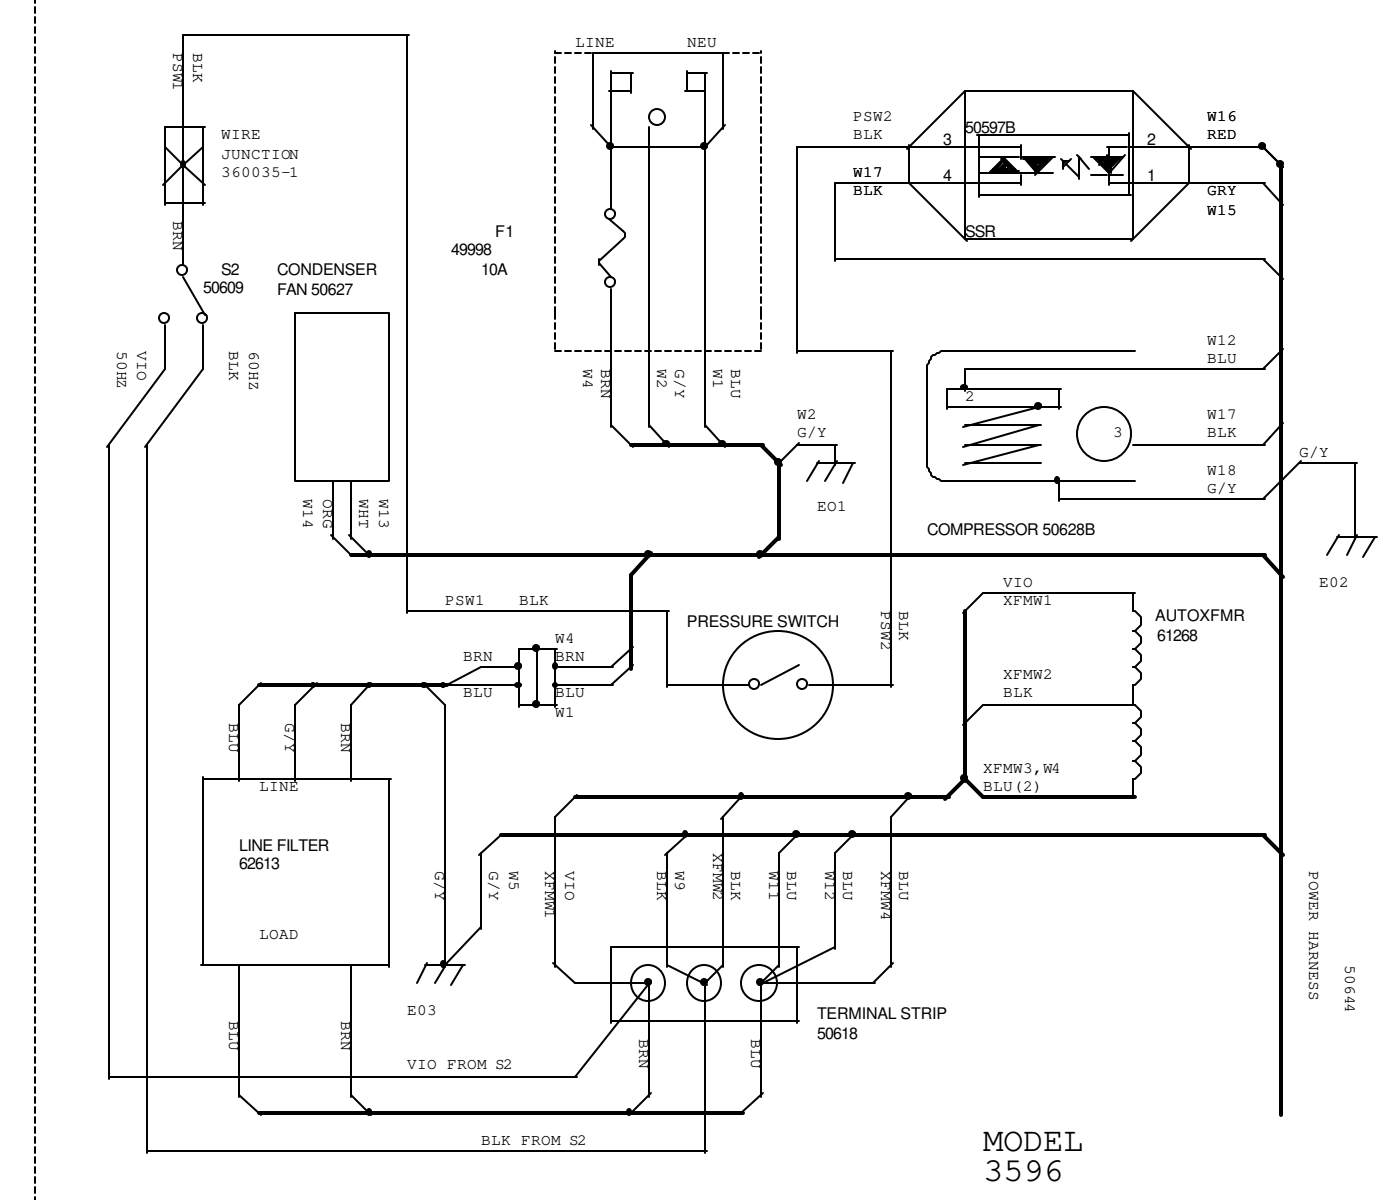 LINE
NEU
PSW1
BLK
WIRE
JUNCTION
360035-1
BRN
S2
50609
CONDENSER
FAN 50627
50HZ
VIO
BLK
60HZ
F1
49998
10A
W4
BRN
W2
G/Y
W1
BLU
W2
G/Y
EO1
PSW2
BLK
W17
BLK
50597B
3
4
2
1
SSR
W16
RED
GRY
W15
W12
BLU
2
3
W17
BLK
W18
G/Y
G/Y
E02
COMPRESSOR 50628B
W14
ORG
WHT
W13
PSW1
BLK
PRESSURE SWITCH
PSW2
BLK
VIO
XFMW1
AUTOXFMR
61268
XFMW2
BLK
XFMW3,W4
BLU(2)
W4
BRN
BRN
BLU
BLU
W1
BLU
G/Y
BRN
LINE
LINE FILTER
62613
LOAD
G/Y
G/Y
W5
XFMW1
VIO
BLK
W9
XFMW2
BLK
W11
BLU
W12
BLU
XFMW4
BLU
E03
TERMINAL STRIP
50618
BLU
BRN
BRN
BLU
VIO FROM S2
BLK FROM S2
POWER HARNESS
50644
MODEL
3596